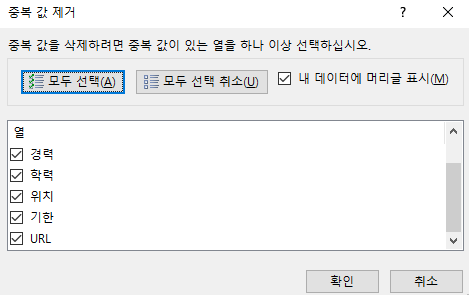 중복 값 제거
중복 값을 삭제하려면 중복 값이 있는 열을 하나 이상 선택하십시오.
모두 선택(A) 모두 선택 취소(U) 내 데이터에 머리글 표시(M)
열
경력
학력
위치
기한
URL
확인 취소